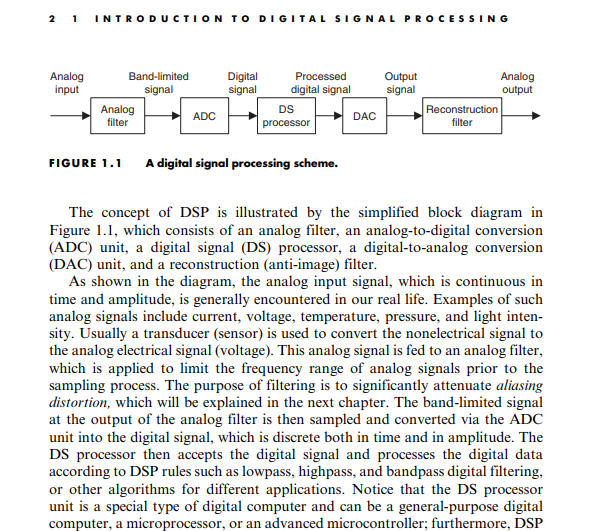 2 1 INTRODUCTION TO DIGITAL SIGNAL PROCESSING
Analog input
Band-limited signal
Digital signal
Processed digital signal
Output signal
Analog output
Analog filter
ADC
DS processor
DAC
Reconstruction filter
FIGURE 1.1 A digital signal processing scheme.
The concept of DSP is illustrated by the simplified block diagram in
Figure 1.1, which consists of an analog filter, an analog-to-digital conversion
(ADC) unit, a digital signal (DS) processor, a digital-to-analog conversion
(DAC) unit, and a reconstruction (anti-image) filter.
As shown in the diagram, the analog input signal, which is continuous in
time and amplitude, is generally encountered in our real life. Examples of such
analog signals include current, voltage, temperature, pressure, and light inten-
sity. Usually a transducer (sensor) is used to convert the nonelectrical signal to
the analog electrical signal (voltage). This analog signal is fed to an analog filter,
which is applied to limit the frequency range of analog signals prior to the
sampling process. The purpose of filtering is to significantly attenuate aliasing
distortion, which will be explained in the next chapter. The band-limited signal
at the output of the analog filter is then sampled and converted via the ADC
unit into the digital signal, which is discrete both in time and in amplitude. The
DS processor then accepts the digital signal and processes the digital data
according to DSP rules such as lowpass, highpass, and bandpass digital filtering,
or other algorithms for different applications. Notice that the DS processor
unit is a special type of digital computer and can be a general-purpose digital
computer, a microprocessor, or an advanced microcontroller; furthermore, DSP